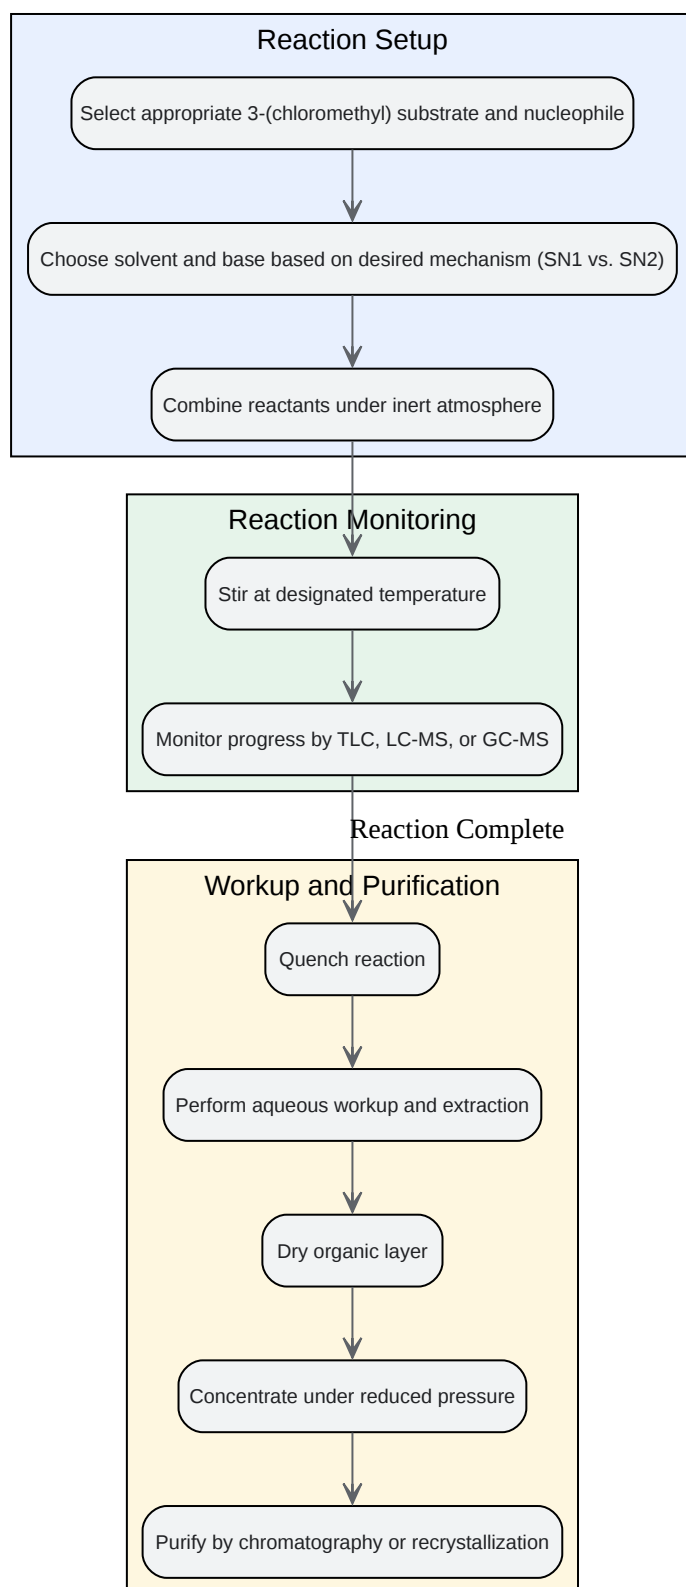 Reaction Setup
Select appropriate 3-(chloromethyl) substrate and nucleophile
Choose solvent and base based on desired mechanism (SN1 vs. SN2)
Combine reactants under inert atmosphere
Reaction Monitoring
Stir at designated temperature
Monitor progress by TLC, LC-MS, or GC-MS
Reaction Complete
Workup and Purification
Quench reaction
Perform aqueous workup and extraction
Dry organic layer
Concentrate under reduced pressure
Purify by chromatography or recrystallization